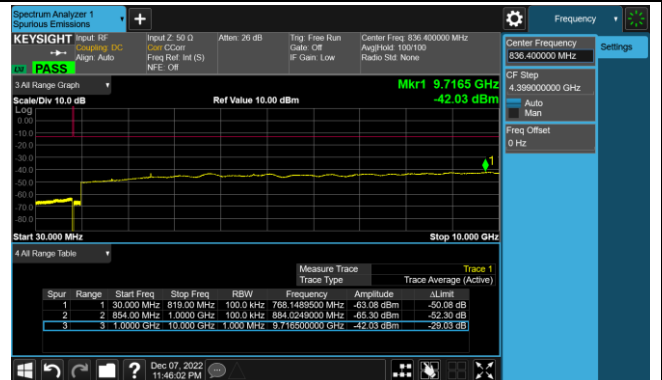 Spectrum Analyzer 1
Spurious Emissions
Frequency
KEYSIGHT
Input: RF
Coupling: DC
Align: Auto
Input Z: 50 Ω
Corr CCorr
Freq Ref: Int (S)
NFE: Off
Atten: 26 dB
Trig: Free Run
Gate: Off
IF Gain: Low
Center Freq: 836.400000 MHz
Avg|Hold: 100/100
Radio Std: None
PASS
Center Frequency
836.400000 MHz
Settings
CF Step
4.399000000 GHz
Auto
Man
Freq Offset
0 Hz
3 All Range Graph
Mkr1 9.7165 GHz
Scale/Div 10.0 dB
Ref Value 10.00 dBm
-42.03 dBm
Log
0.00
-10.0
-20.0
-30.0
-40.0
-50.0
-60.0
-70.0
-80.0
1
Start 30.000 MHz
Stop 10.000 GHz
4 All Range Table
Measure Trace Trace 1
Trace Type Trace Average (Active)
Spur Range Start Freq Stop Freq RBW Frequency Amplitude ΔLimit
1 1 30.000 MHz 819.00 MHz 100.0 kHz 768.1489500 MHz -63.08 dBm -50.08 dB
2 2 854.00 MHz 1.0000 GHz 100.0 kHz 884.0249000 MHz -65.30 dBm -52.30 dB
3 3 1.0000 GHz 10.000 GHz 1.000 MHz 9.716500000 GHz -42.03 dBm -29.03 dB
Dec 07, 2022
11:46:02 PM